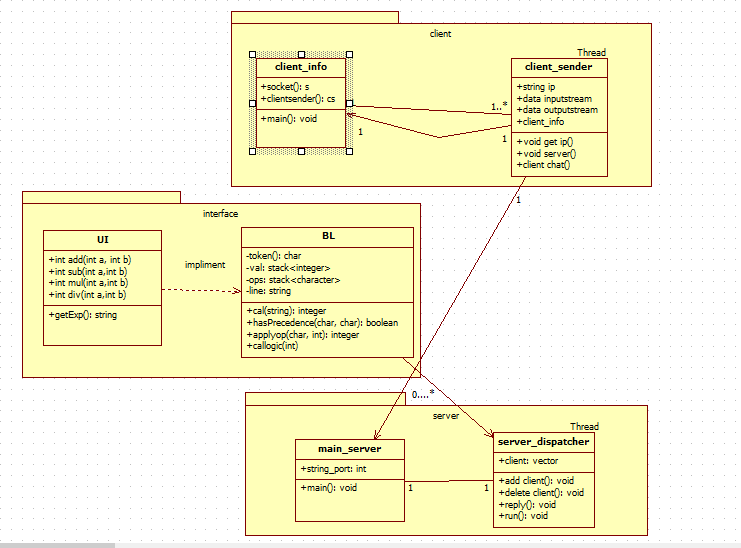 client
client_info
+socket(): s
+clientsender(): cs
+main(): void
Thread
client_sender
+string ip
+data inputstream
+data outputstream
+client_info
+void get ip()
+void server()
+client chat()
1..*
1
1
1
interface
UI
+int add(int a, int b)
+int sub(int a,int b)
+int mul(int a,int b)
+int div(int a,int b)
+getExp(): string
impliment
BL
-token(): char
-val: stack<integer>
-ops: stack<character>
-line: string
+cal(string): integer
+hasPrecedence(char, char): boolean
+applyop(char, int): integer
+callogic(int)
0....*
server
main_server
+string_port: int
+main(): void
1
1
Thread
server_dispatcher
+client: vector
+add client(): void
+delete client(): void
+reply(): void
+run(): void